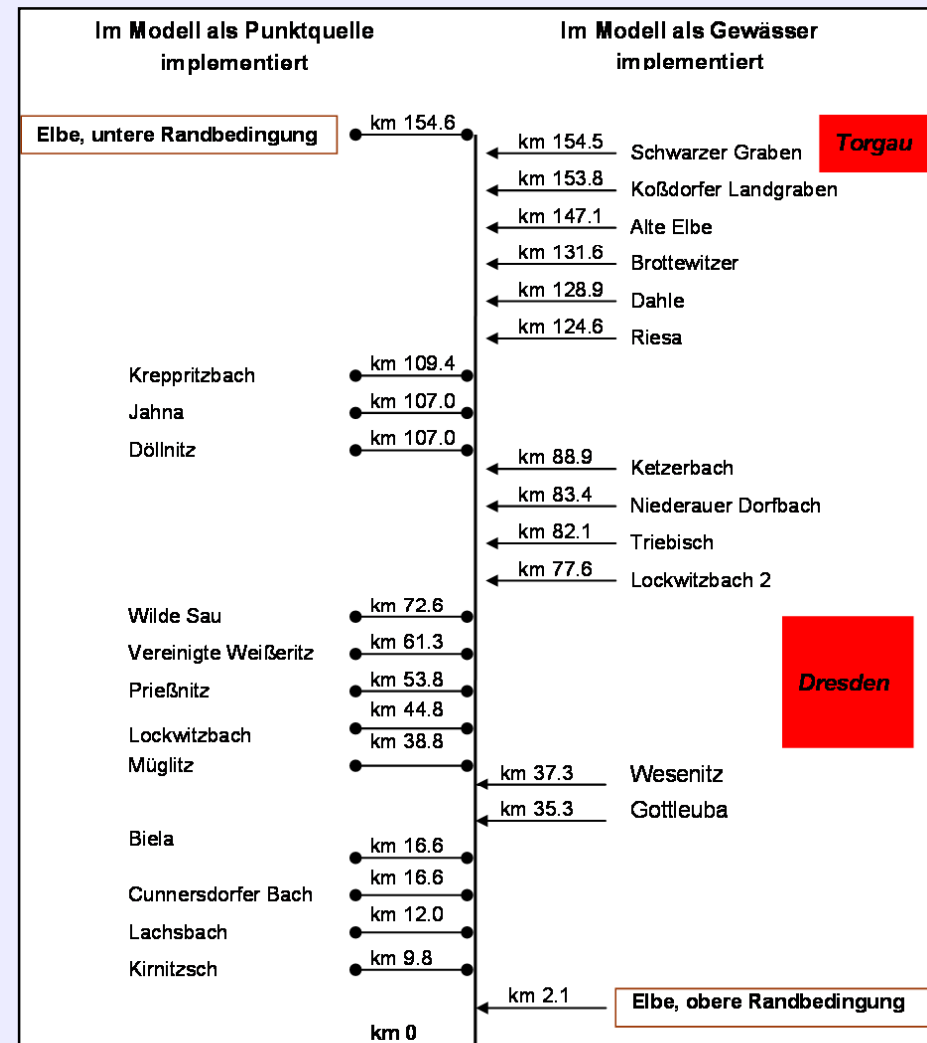 Im Modell als Punktquelle
implementiert
Im Modell als Gewässer
implementiert
Elbe, untere Randbedingung
km 154.6
km 154.5
Schwarzer Graben
Torgau
km 153.8
Koßdorfer Landgraben
km 147.1
Alte Elbe
km 131.6
Brottewitzer
km 128.9
Dahle
km 124.6
Riesa
Kreppritzbach
km 109.4
Jahna
km 107.0
Döllnitz
km 107.0
km 88.9
Ketzerbach
km 83.4
Niederauer Dorfbach
km 82.1
Triebisch
km 77.6
Lockwitzbach 2
Wilde Sau
km 72.6
Vereinigte Weißeritz
km 61.3
Prießnitz
km 53.8
Dresden
Lockwitzbach
km 44.8
Müglitz
km 38.8
km 37.3
Wesenitz
km 35.3
Gottleuba
Biela
km 16.6
Cunnersdorfer Bach
km 16.6
Lachsbach
km 12.0
Kirnitzsch
km 9.8
km 2.1
Elbe, obere Randbedingung
km 0